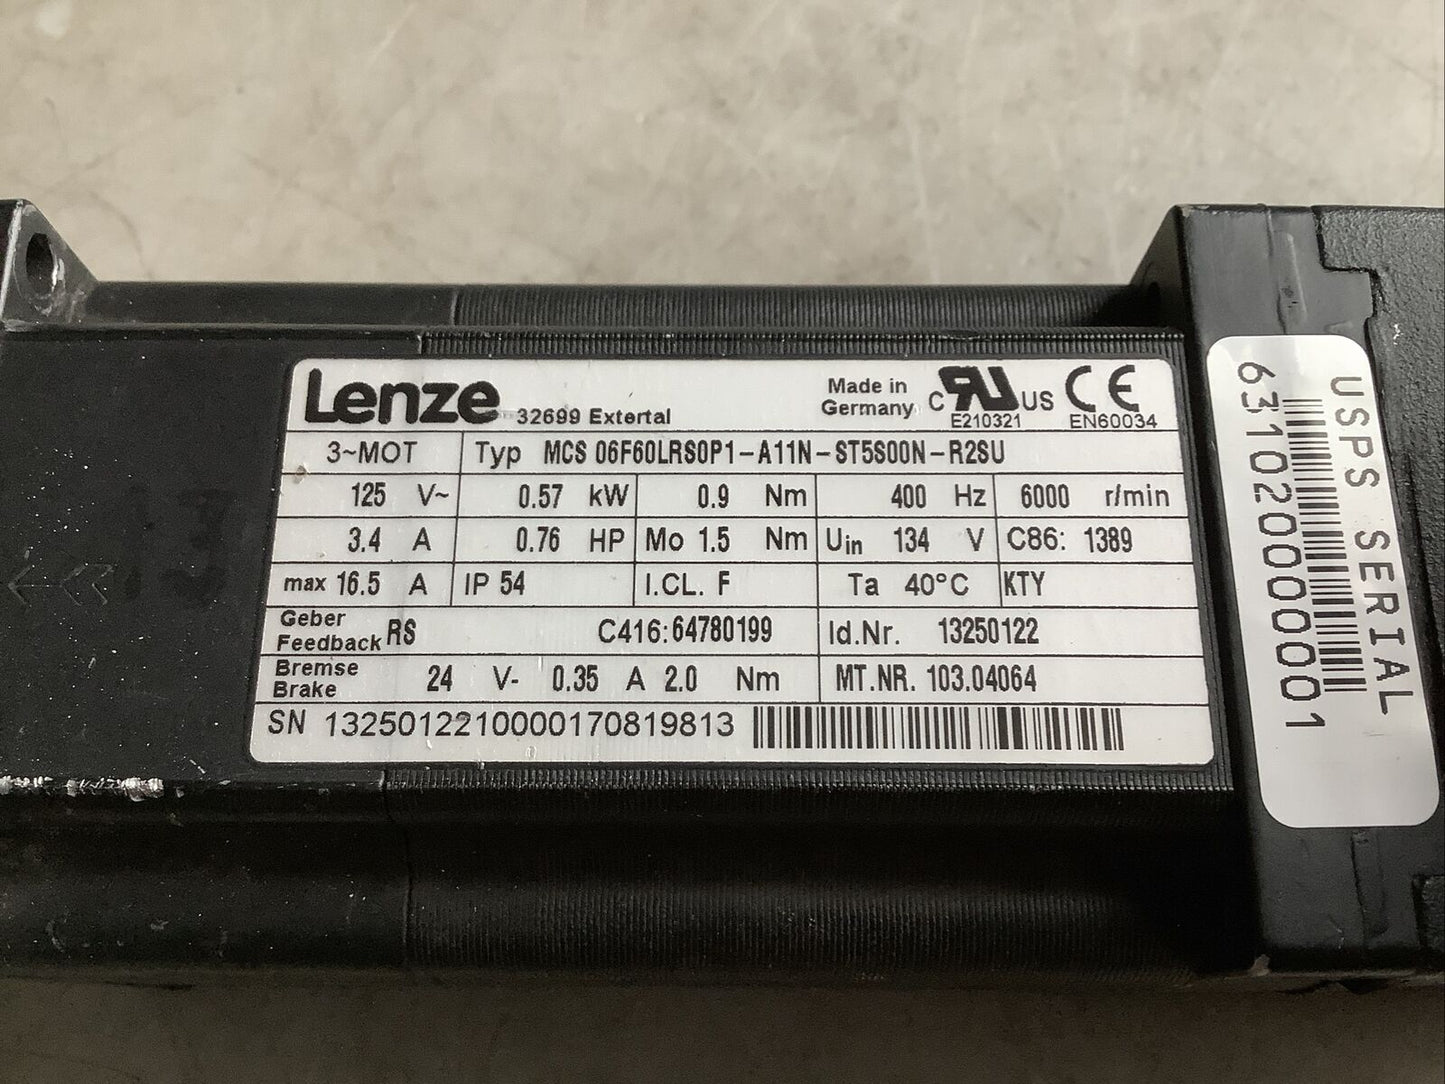 Lenze 32699 Extertal
Made in
Germany
C RU US
E210321
CE
EN60034
3~MOT Typ MCS 06F60LRS0P1-A11N-ST5S00N-R2SU
125 V~ 0.57 kW 0.9 Nm 400 Hz 6000 r/min
3.4 A 0.76 HP Mo 1.5 Nm Uin 134 V C86: 1389
max 16.5 A IP 54 I.CL. F Ta 40°C KTY
Geber
Feedback RS C416:64780199 Id.Nr. 13250122
Bremse
Brake 24 V- 0.35 A 2.0 Nm MT.NR. 103.04064
SN 1325012210000170819813
USPS SERIAL